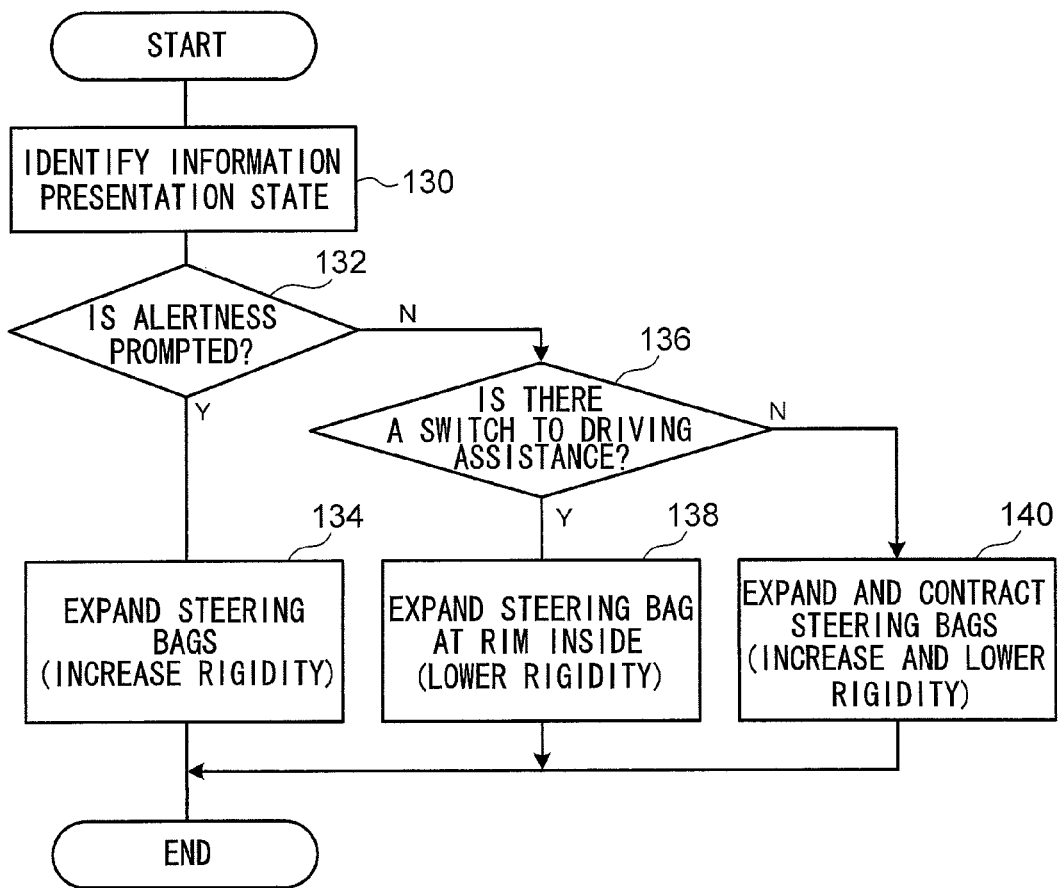 START
IDENTIFY INFORMATION
PRESENTATION STATE
130
132
IS ALERTNESS
PROMPTED?
N
Y
136
IS THERE
A SWITCH TO DRIVING
ASSISTANCE?
N
Y
134
EXPAND STEERING
BAGS
(INCREASE RIGIDITY)
138
EXPAND STEERING BAG
AT RIM INSIDE
(LOWER RIGIDITY)
140
EXPAND AND CONTRACT
STEERING BAGS
(INCREASE AND LOWER
RIGIDITY)
END